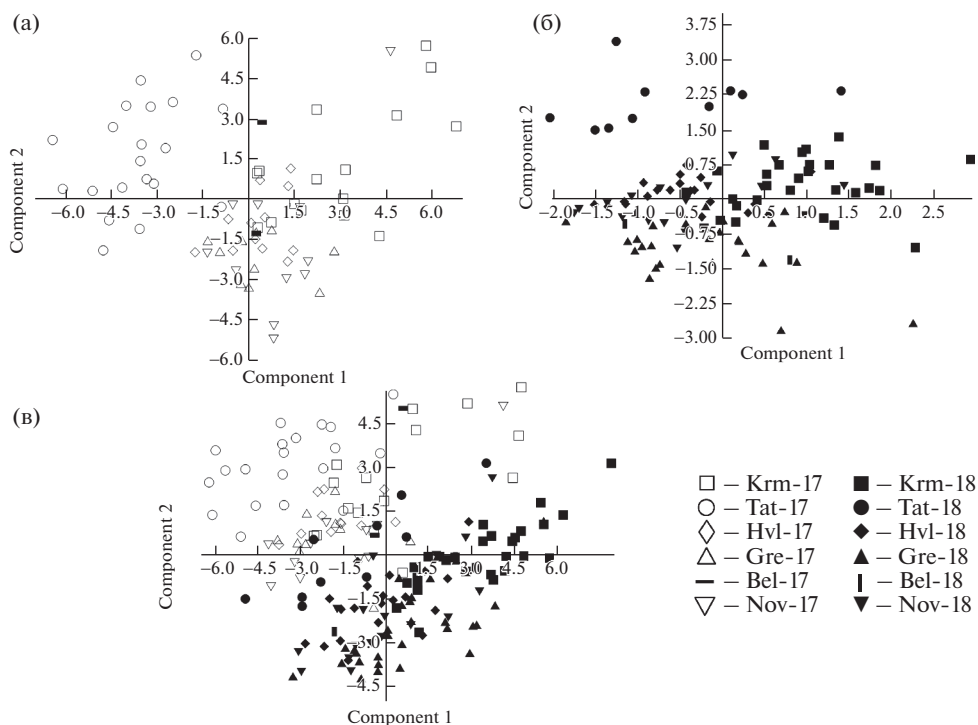 (а)
6.0
4.5
3.0
1.5
−6.0 −4.5 −3.0 −1.5 0 1.5 3.0 4.5 6.0
−1.5
−3.0
−4.5
−6.0
Component 2
Component 1
(б)
3.75
3.00
2.25
1.50
0.75
−2.0 −1.5 −1.0 −0.5 0 0.5 1.0 1.5 2.0 2.5
−0.75
−1.50
−2.25
−3.00
Component 2
Component 1
(в)
4.5
3.0
1.5
−6.0 −4.5 −3.0 −1.5 0 1.5 3.0 4.5 6.0
−1.5
−3.0
−4.5
Component 2
Component 1
– Krm-17 – Krm-18
– Tat-17 – Tat-18
– Hvl-17 – Hvl-18
– Gre-17 – Gre-18
– Bel-17 – Bel-18
– Nov-17 – Nov-18